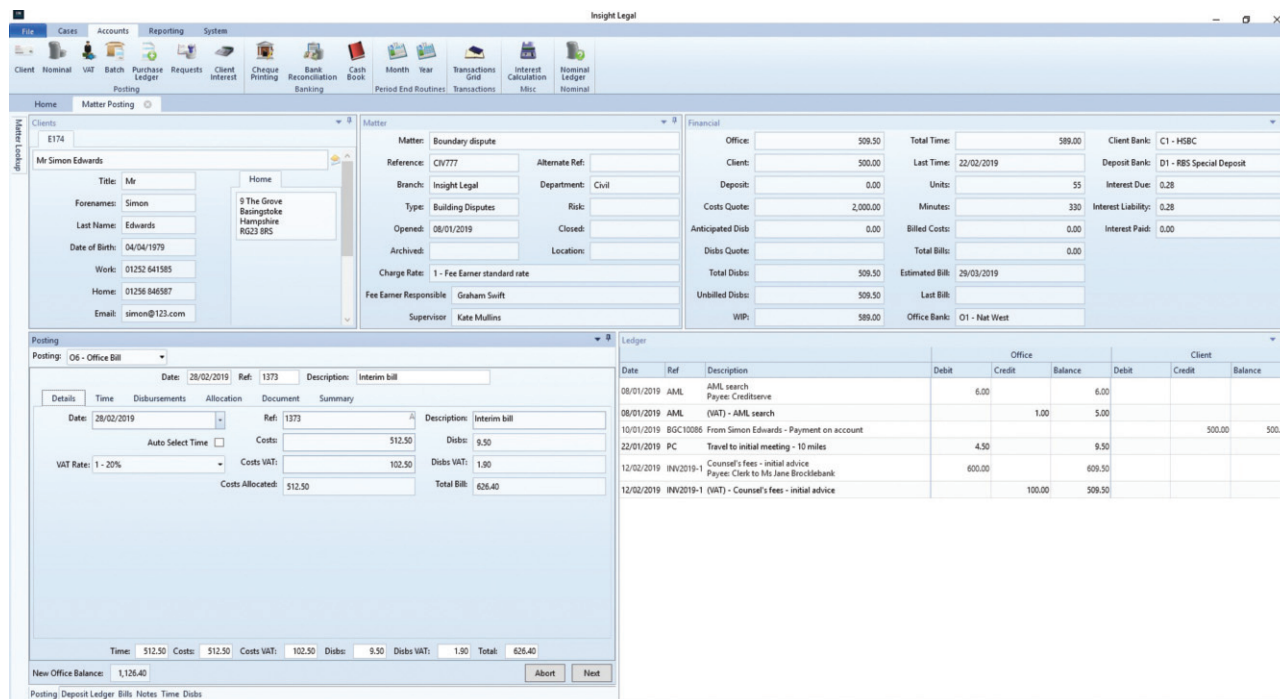 Insight Legal
File Cases Accounts Reporting System
Client Nominal VAT Batch Purchase Ledger Requests Client Interest Cheque Printing Bank Reconciliation Cash Book Month Year Transactions Grid Interest Calculation Nominal Ledger
Posting Banking Period End Routines Transactions Misc Nominal
Home Matter Posting
Matter Lookup
Clients
E174
Mr Simon Edwards
Title: Mr
Forenames: Simon
Last Name: Edwards
Date of Birth: 04/04/1979
Work: 01252 641585
Home: 01256 846587
Email: simon@123.com
Home
9 The Grove
Basingstoke
Hampshire
RG23 8RS
Matter
Matter: Boundary dispute
Reference: CIV777 Alternate Ref:
Branch: Insight Legal Department: Civil
Type: Building Disputes Risk:
Opened: 08/01/2019 Closed:
Archived: Location:
Charge Rate: 1 - Fee Earner standard rate
Fee Earner Responsible Graham Swift
Supervisor Kate Mullins
Financial
Office: 509.50 Total Time: 589.00 Client Bank: C1 - HSBC
Client: 500.00 Last Time: 22/02/2019 Deposit Bank: D1 - RBS Special Deposit
Deposit: 0.00 Units: 55 Interest Due: 0.28
Costs Quote: 2,000.00 Minutes: 330 Interest Liability: 0.28
Anticipated Disb 0.00 Billed Costs: 0.00 Interest Paid: 0.00
Disbs Quote: Total Bills: 0.00
Total Disbs: 509.50 Estimated Bill: 29/03/2019
Unbilled Disbs: 509.50 Last Bill:
WIP: 589.00 Office Bank: O1 - Nat West
Posting
Posting: O6 - Office Bill
Date: 28/02/2019 Ref: 1373 Description: Interim bill
Details Time Disbursements Allocation Document Summary
Date: 28/02/2019 Ref: 1373 A Description: Interim bill
Auto Select Time Costs: 512.50 Disbs: 9.50
VAT Rate: 1 - 20% Costs VAT: 102.50 Disbs VAT: 1.90
Costs Allocated: 512.50 Total Bill: 626.40
Time: 512.50 Costs: 512.50 Costs VAT: 102.50 Disbs: 9.50 Disbs VAT: 1.90 Total: 626.40
New Office Balance: 1,126.40 Abort Next
Posting Deposit Ledger Bills Notes Time Disbs
Ledger
Office Client
Date Ref Description Debit Credit Balance Debit Credit Balance
08/01/2019 AML AML search 6.00 6.00
Payee: Creditserve
08/01/2019 AML (VAT) - AML search 1.00 5.00
10/01/2019 BGC10086 From Simon Edwards - Payment on account 500.00 500.
22/01/2019 PC Travel to initial meeting - 10 miles 4.50 9.50
12/02/2019 INV2019-1 Counsel's fees - initial advice 600.00 609.50
Payee: Clerk to Ms Jane Brocklebank
12/02/2019 INV2019-1 (VAT) - Counsel's fees - initial advice 100.00 509.50